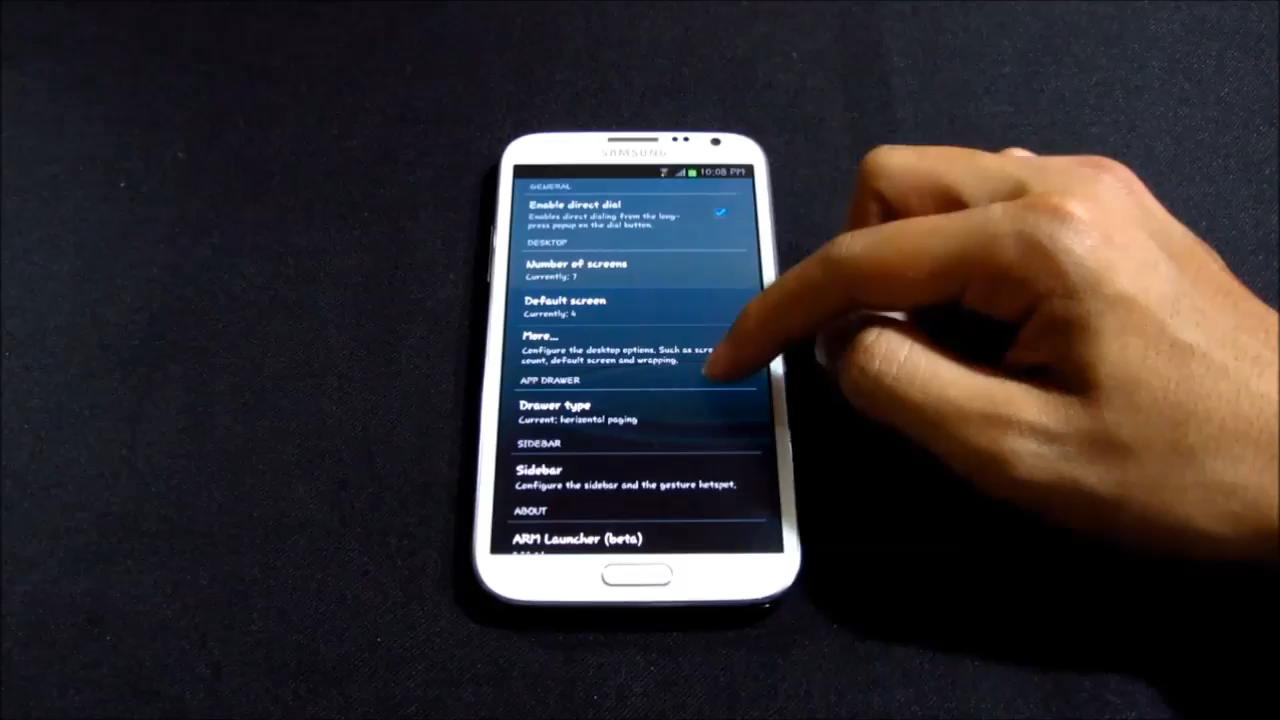 SAMSUNG
10:08 PM
GENERAL
Enable direct dial
Enables direct dialing from the long-
press popup on the dial button.
DESKTOP
Number of screens
Currently: 7
Default screen
Currently: 4
More...
Configure the desktop options. Such as
count, default screen and wrapping.
APP DRAWER
Drawer type
Current: horizontal paging
SIDEBAR
Sidebar
Configure the sidebar and the gesture hotspot.
ABOUT
ARM Launcher (beta)